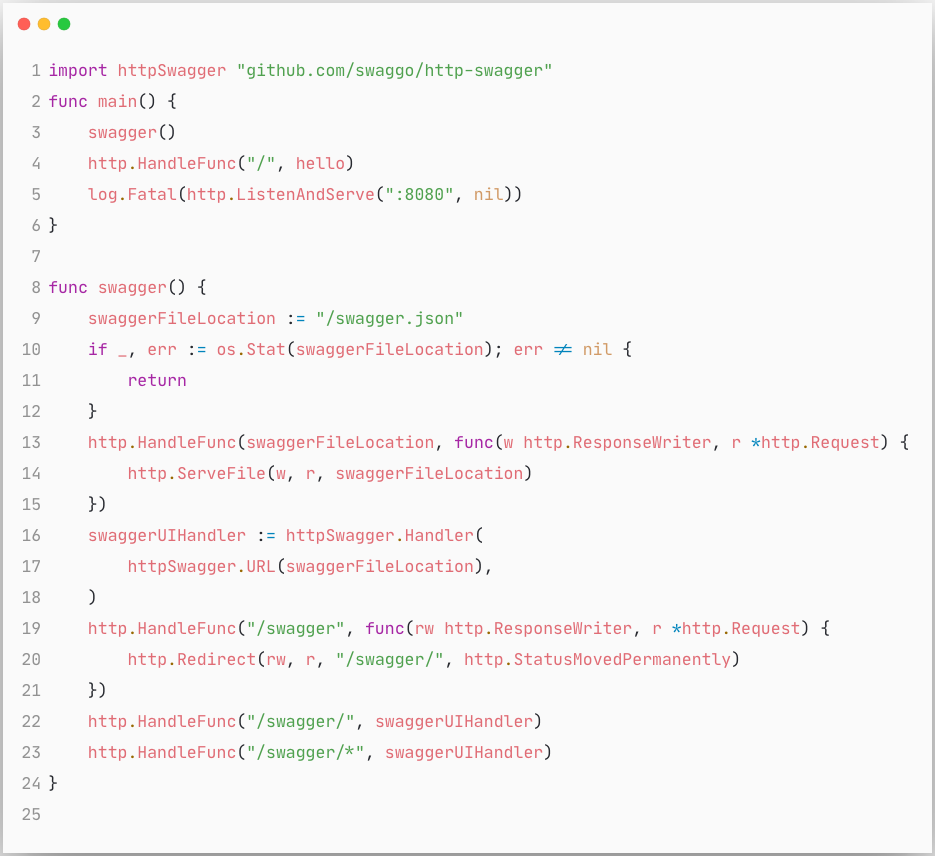 1 import httpSwagger "github.com/swaggo/http-swagger"
2 func main() {
3     swagger()
4     http.HandleFunc("/", hello)
5     log.Fatal(http.ListenAndServe(":8080", nil))
6 }
7
8 func swagger() {
9     swaggerFileLocation := "/swagger.json"
10     if _, err := os.Stat(swaggerFileLocation); err != nil {
11         return
12     }
13     http.HandleFunc(swaggerFileLocation, func(w http.ResponseWriter, r *http.Request) {
14         http.ServeFile(w, r, swaggerFileLocation)
15     })
16     swaggerUIHandler := httpSwagger.Handler(
17         httpSwagger.URL(swaggerFileLocation),
18     )
19     http.HandleFunc("/swagger", func(rw http.ResponseWriter, r *http.Request) {
20         http.Redirect(rw, r, "/swagger/", http.StatusMovedPermanently)
21     })
22     http.HandleFunc("/swagger/", swaggerUIHandler)
23     http.HandleFunc("/swagger/*", swaggerUIHandler)
24 }
25